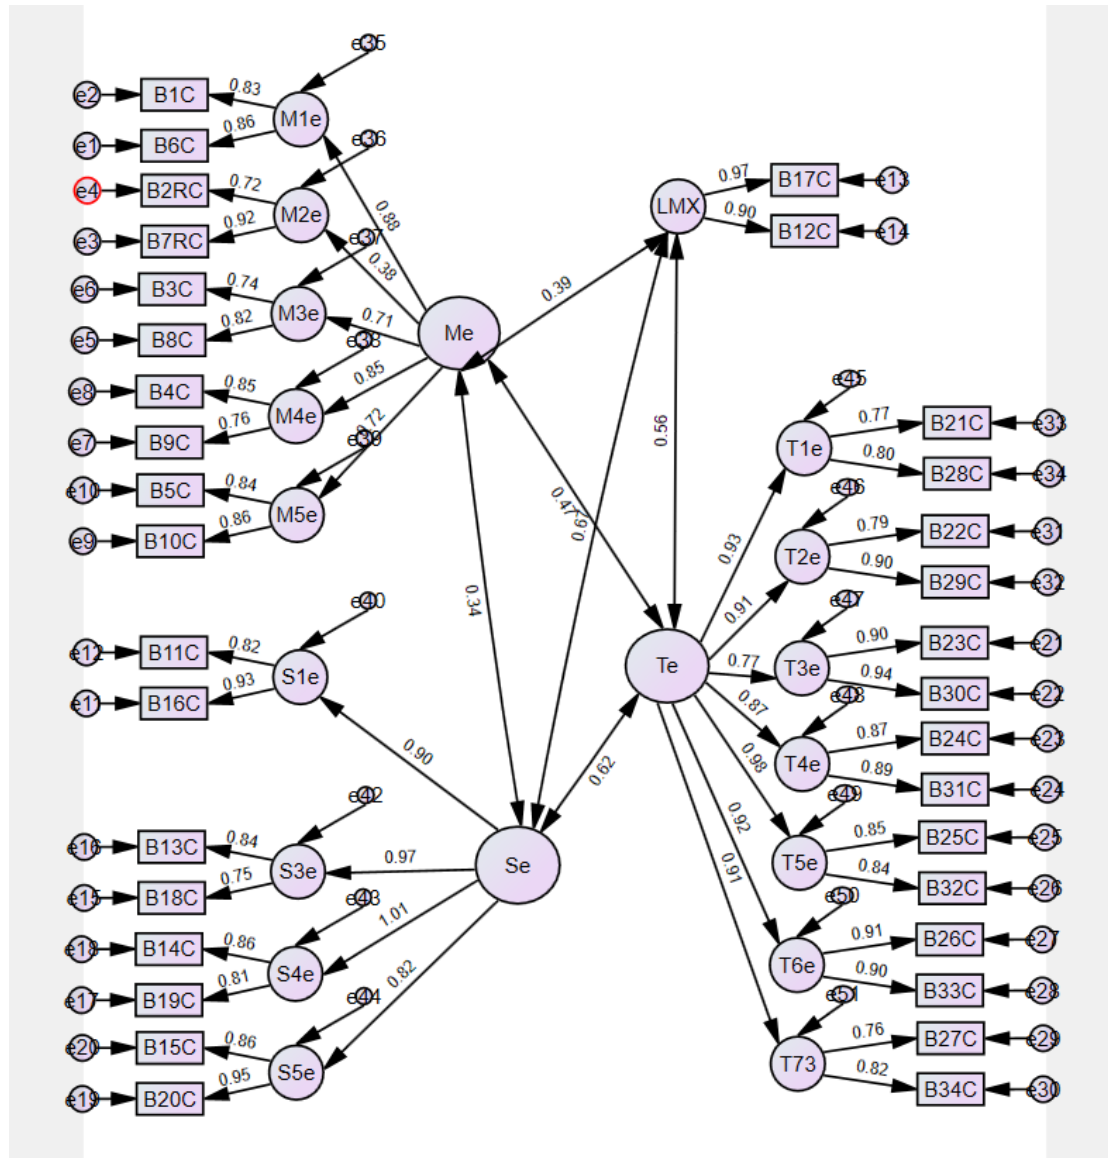 e35
e2 B1C 0.83 M1e
e1 B6C 0.86
e36
e4 B2RC 0.72 M2e
e3 B7RC 0.92
0.88
e37
0.38
e6 B3C 0.74 M3e
e5 B8C 0.82
0.71
Me
e38
0.85
e8 B4C 0.85 M4e
e7 B9C 0.76
0.72
e39
e10 B5C 0.84 M5e
e9 B10C 0.86
LMX 0.97 B17C e13
0.90 B12C e14
0.39
0.56
0.47
0.34
0.62
e40
e12 B11C 0.82 S1e
e11 B16C 0.93
0.90
e42
e16 B13C 0.84 S3e
e15 B18C 0.75
0.97
Se
e43
1.01
e18 B14C 0.86 S4e
e17 B19C 0.81
0.82
e44
e20 B15C 0.86 S5e
e19 B20C 0.95
e45
T1e 0.77 B21C e33
0.80 B28C e34
0.93
e46
T2e 0.79 B22C e31
0.90 B29C e32
0.91
e47
Te 0.77 T3e 0.90 B23C e21
0.94 B30C e22
e48
0.87
T4e 0.87 B24C e23
0.89 B31C e24
0.98
e49
T5e 0.85 B25C e25
0.84 B32C e26
0.92
e50
T6e 0.91 B26C e27
0.90 B33C e28
0.91
e51
T73 0.76 B27C e29
0.82 B34C e30